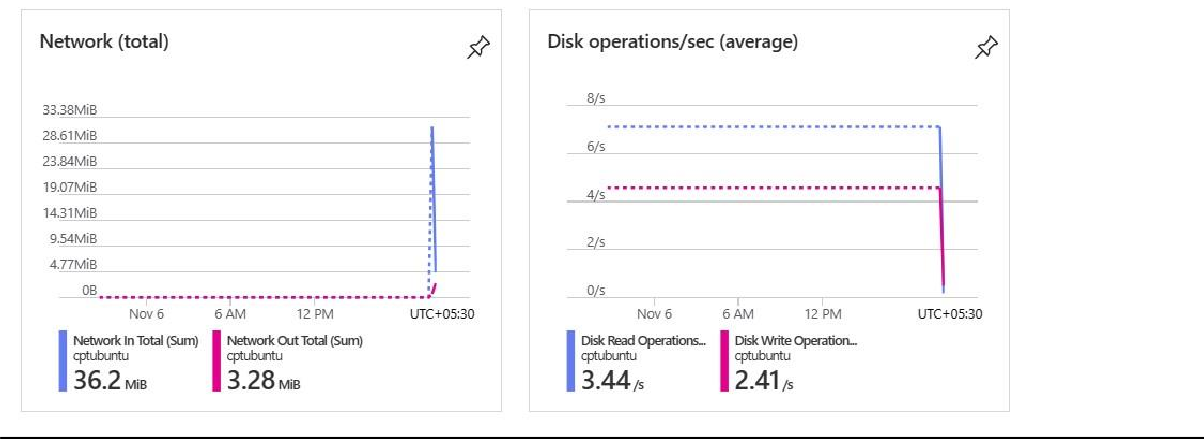 Network (total)
33.38MiB
28.61MiB
23.84MiB
19.07MiB
14.31MiB
9.54MiB
4.77MiB
0B
Nov 6 6 AM 12 PM UTC+05:30
Network In Total (Sum) Network Out Total (Sum)
cptubuntu cptubuntu
36.2 MiB 3.28 MiB
Disk operations/sec (average)
8/s
6/s
4/s
2/s
0/s
Nov 6 6 AM 12 PM UTC+05:30
Disk Read Operations... Disk Write Operation...
cptubuntu cptubuntu
3.44 /s 2.41 /s